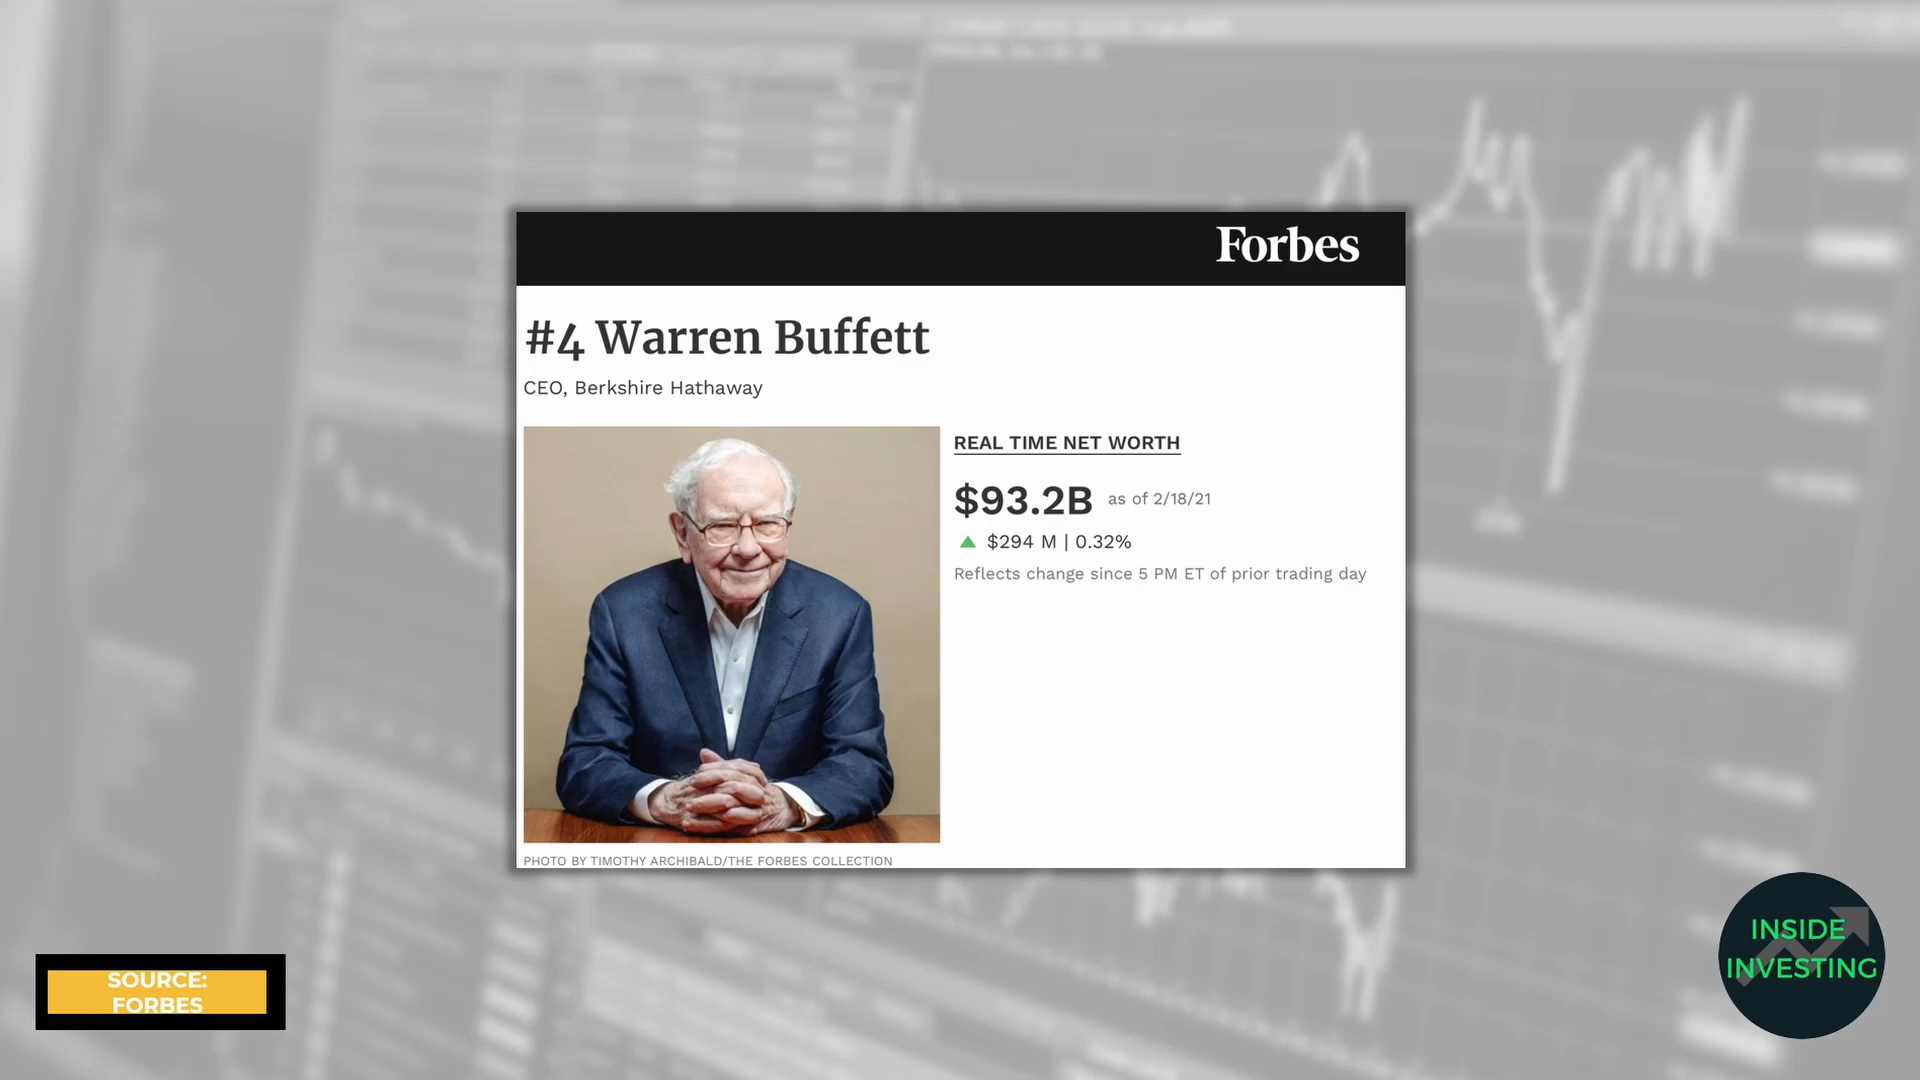 Forbes
#4 Warren Buffett
CEO, Berkshire Hathaway
REAL TIME NET WORTH
$93.2B as of 2/18/21
$294 M | 0.32%
Reflects change since 5 PM ET of prior trading day
PHOTO BY TIMOTHY ARCHIBALD/THE FORBES COLLECTION
SOURCE:
FORBES
INSIDE
INVESTING